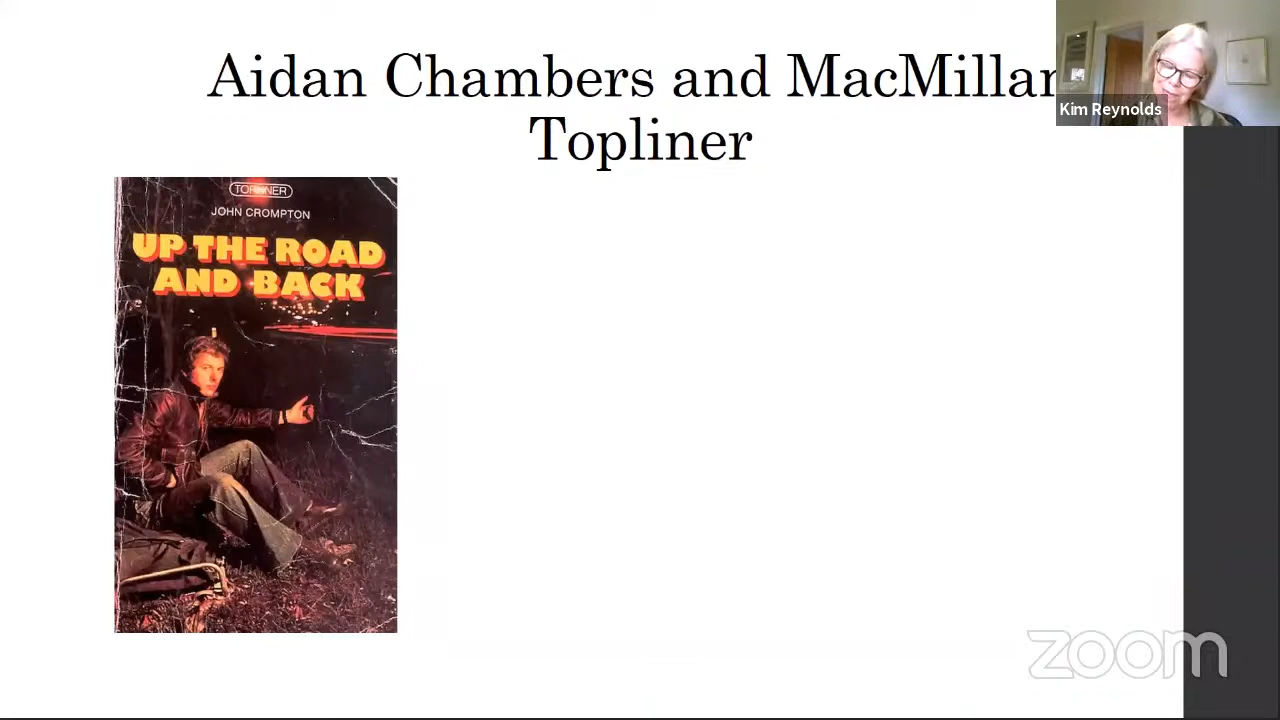 Aidan Chambers and MacMillan
Topliner
Kim Reynolds
TOPLINER
JOHN CROMPTON
UP THE ROAD
AND BACK
zoom